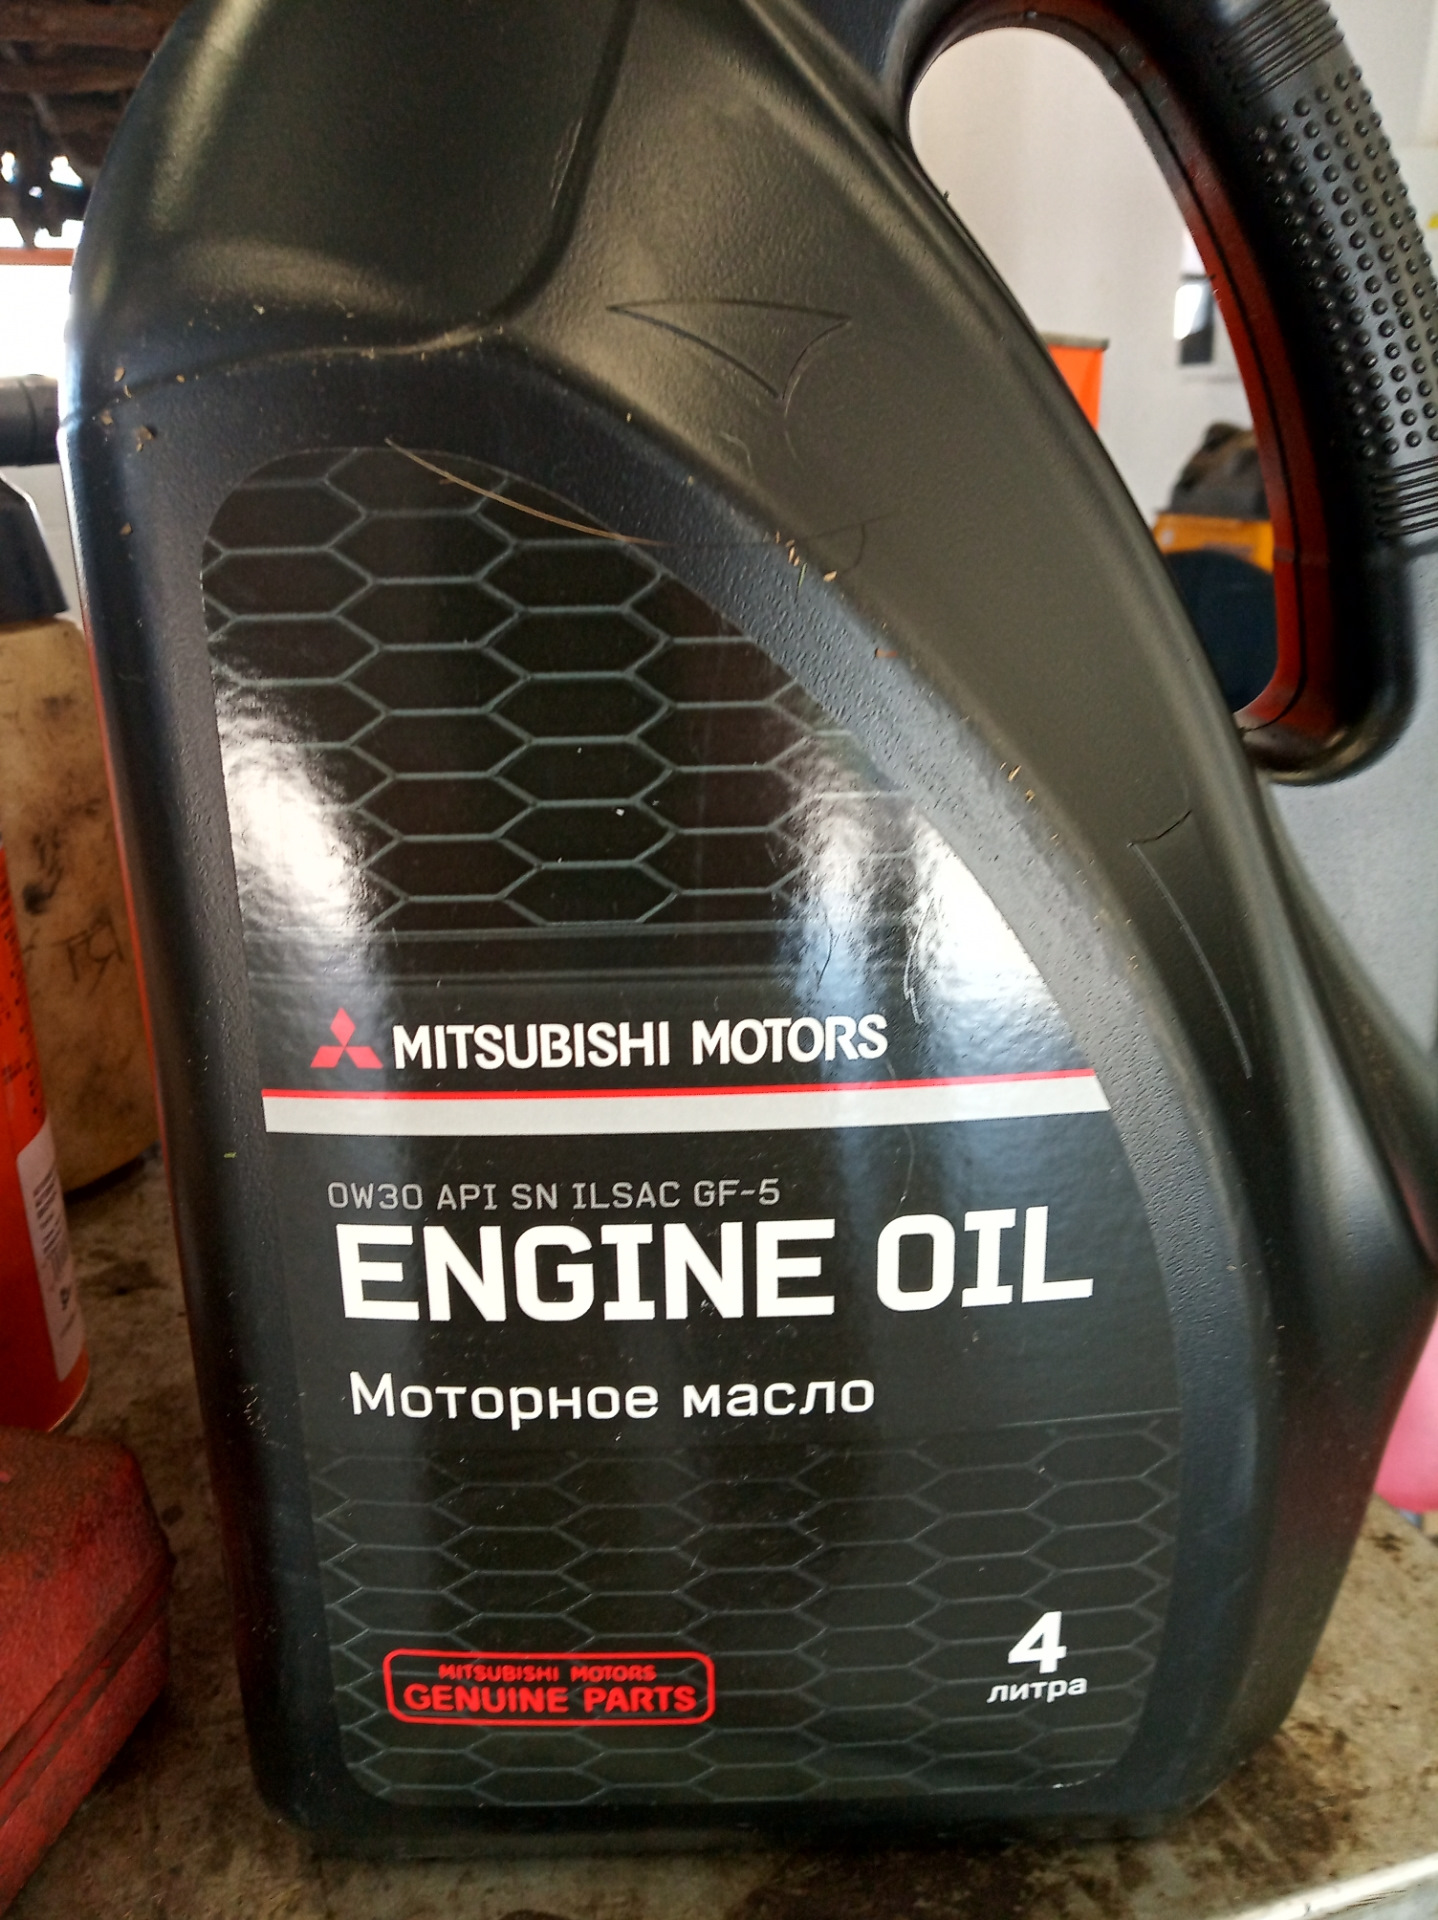 MITSUBISHI MOTORS
0W30 API SN ILSAC GF-5
ENGINE OIL
Моторное масло
4
литра
MITSUBISHI MOTORS
GENUINE PARTS